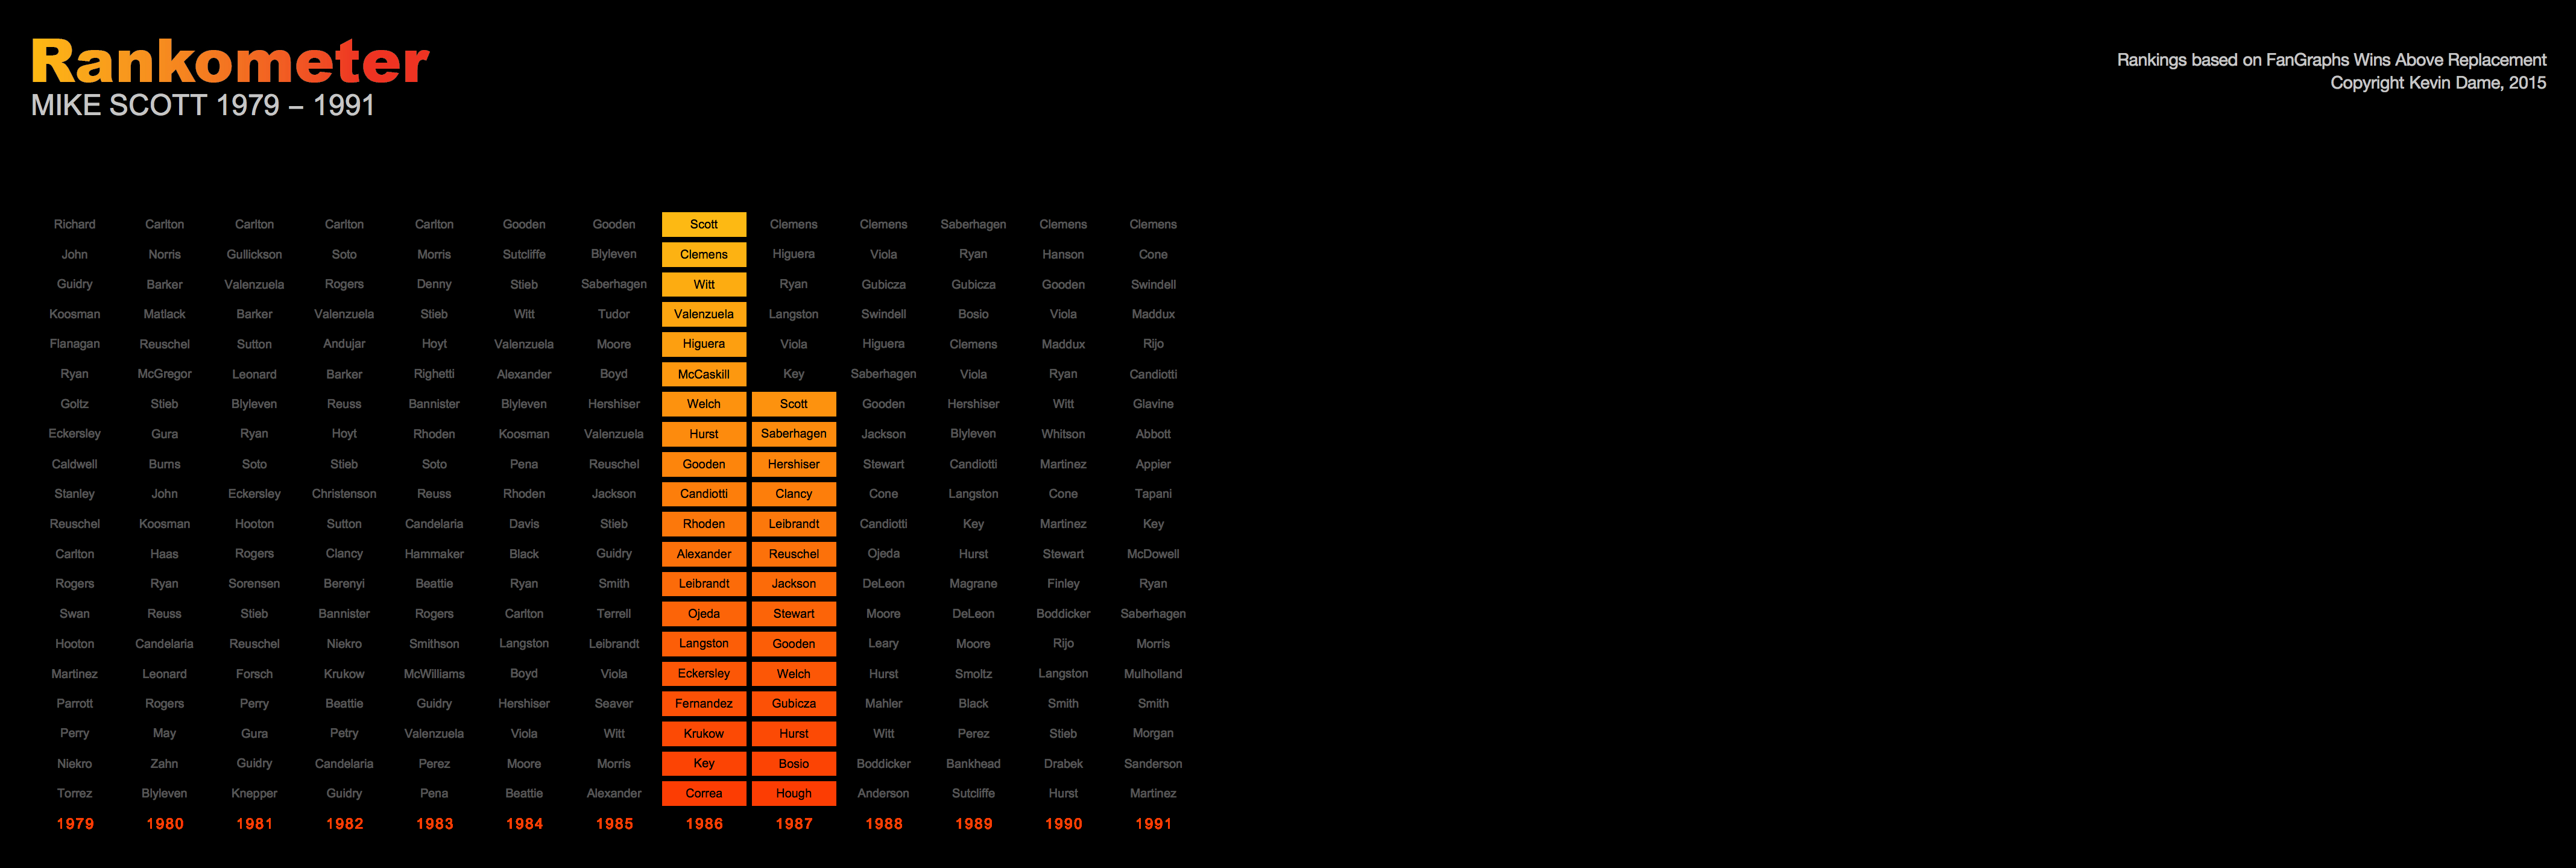 Rankometer
MIKE SCOTT 1979 – 1991
Rankings based on FanGraphs Wins Above Replacement
Copyright Kevin Dame, 2015
Richard Carlton Carlton Carlton Carlton Gooden Gooden Scott Clemens Clemens Saberhagen Clemens Clemens
John Norris Gullickson Soto Morris Sutcliffe Blyleven Clemens Higuera Viola Ryan Hanson Cone
Guidry Barker Valenzuela Rogers Denny Stieb Saberhagen Witt Ryan Gubicza Gubicza Gooden Swindell
Koosman Matlack Barker Valenzuela Stieb Witt Tudor Valenzuela Langston Swindell Bosio Viola Maddux
Flanagan Reuschel Sutton Andujar Hoyt Valenzuela Moore Higuera Viola Higuera Clemens Maddux Rijo
Ryan McGregor Leonard Barker Righetti Alexander Boyd McCaskill Key Saberhagen Viola Ryan Candiotti
Goltz Stieb Blyleven Reuss Bannister Blyleven Hershiser Welch Scott Gooden Hershiser Witt Glavine
Eckersley Gura Ryan Hoyt Rhoden Koosman Valenzuela Hurst Saberhagen Jackson Blyleven Whitson Abbott
Caldwell Burns Soto Stieb Soto Pena Reuschel Gooden Hershiser Stewart Candiotti Martinez Appier
Stanley John Eckersley Christenson Reuss Rhoden Jackson Candiotti Clancy Cone Langston Cone Tapani
Reuschel Koosman Hooton Sutton Candelaria Davis Stieb Rhoden Leibrandt Candiotti Key Martinez Key
Carlton Haas Rogers Clancy Hammaker Black Guidry Alexander Reuschel Ojeda Hurst Stewart McDowell
Rogers Ryan Sorensen Berenyi Beattie Ryan Smith Leibrandt Jackson DeLeon Magrane Finley Ryan
Swan Reuss Stieb Bannister Rogers Carlton Terrell Ojeda Stewart Moore DeLeon Boddicker Saberhagen
Hooton Candelaria Reuschel Niekro Smithson Langston Leibrandt Langston Gooden Leary Moore Rijo Morris
Martinez Leonard Forsch Krukow McWilliams Boyd Viola Eckersley Welch Hurst Smoltz Langston Mulholland
Parrott Rogers Perry Beattie Guidry Hershiser Seaver Fernandez Gubicza Mahler Black Smith Smith
Perry May Gura Petry Valenzuela Viola Witt Krukow Hurst Witt Perez Stieb Morgan
Niekro Zahn Guidry Candelaria Perez Moore Morris Key Bosio Boddicker Bankhead Drabek Sanderson
Torrez Blyleven Knepper Guidry Pena Beattie Alexander Correa Hough Anderson Sutcliffe Hurst Martinez
1979 1980 1981 1982 1983 1984 1985 1986 1987 1988 1989 1990 1991